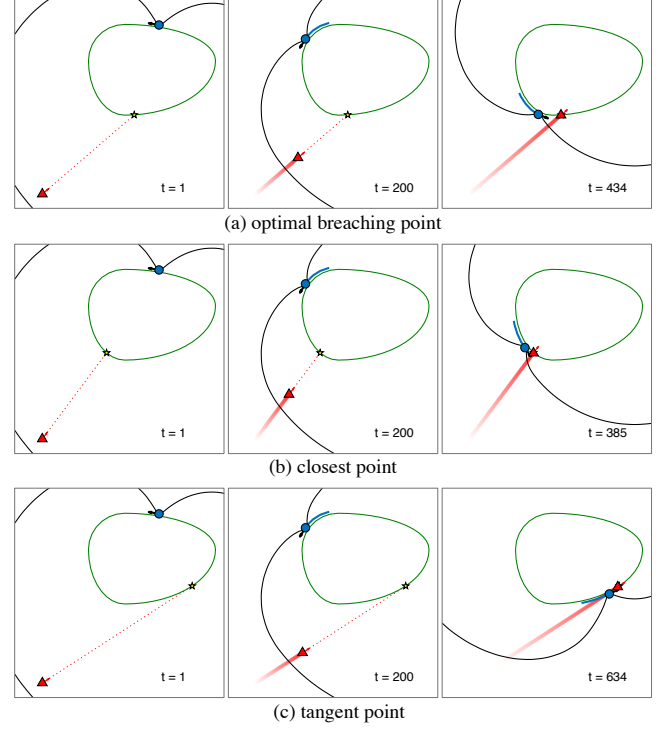 t = 1
t = 200
t = 434
(a) optimal breaching point
t = 1
t = 200
t = 385
(b) closest point
t = 1
t = 200
t = 634
(c) tangent point